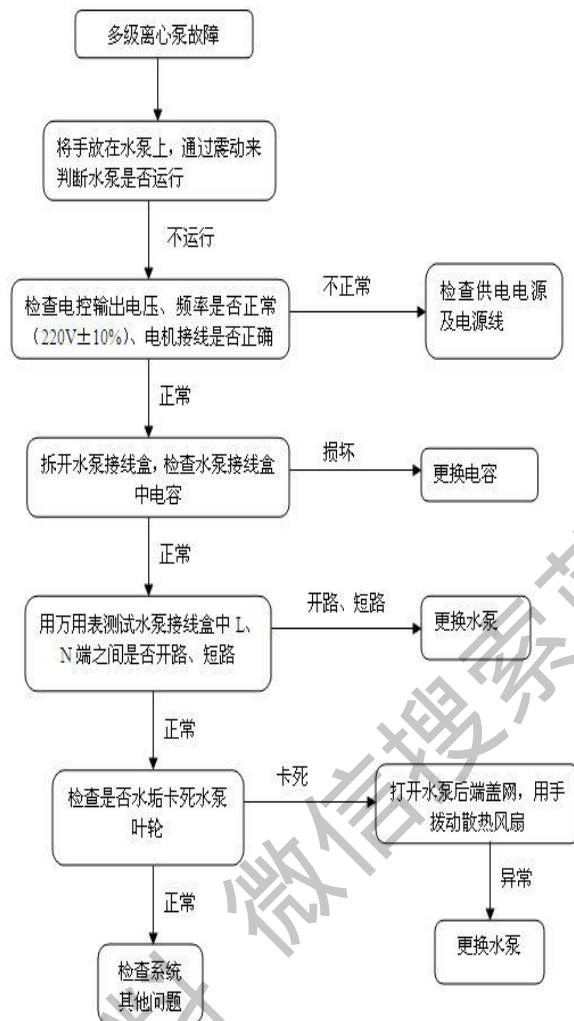 多级离心泵故障
将手放在水泵上，通过震动来
判断水泵是否运行
不运行
检查电控输出电压、频率是否正常
（220V±10%）、电机接线是否正确
不正常
检查供电电源
及电源线
正常
拆开水泵接线盒，检查水泵接线盒
中电容
损坏
更换电容
正常
用万用表测试水泵接线盒中 L、
N 端之间是否开路、短路
开路、短路
更换水泵
正常
检查是否水垢卡死水泵
叶轮
卡死
打开水泵后端盖网，用手
拨动散热风扇
异常
更换水泵
正常
检查系统
其他问题
料 微信搜索